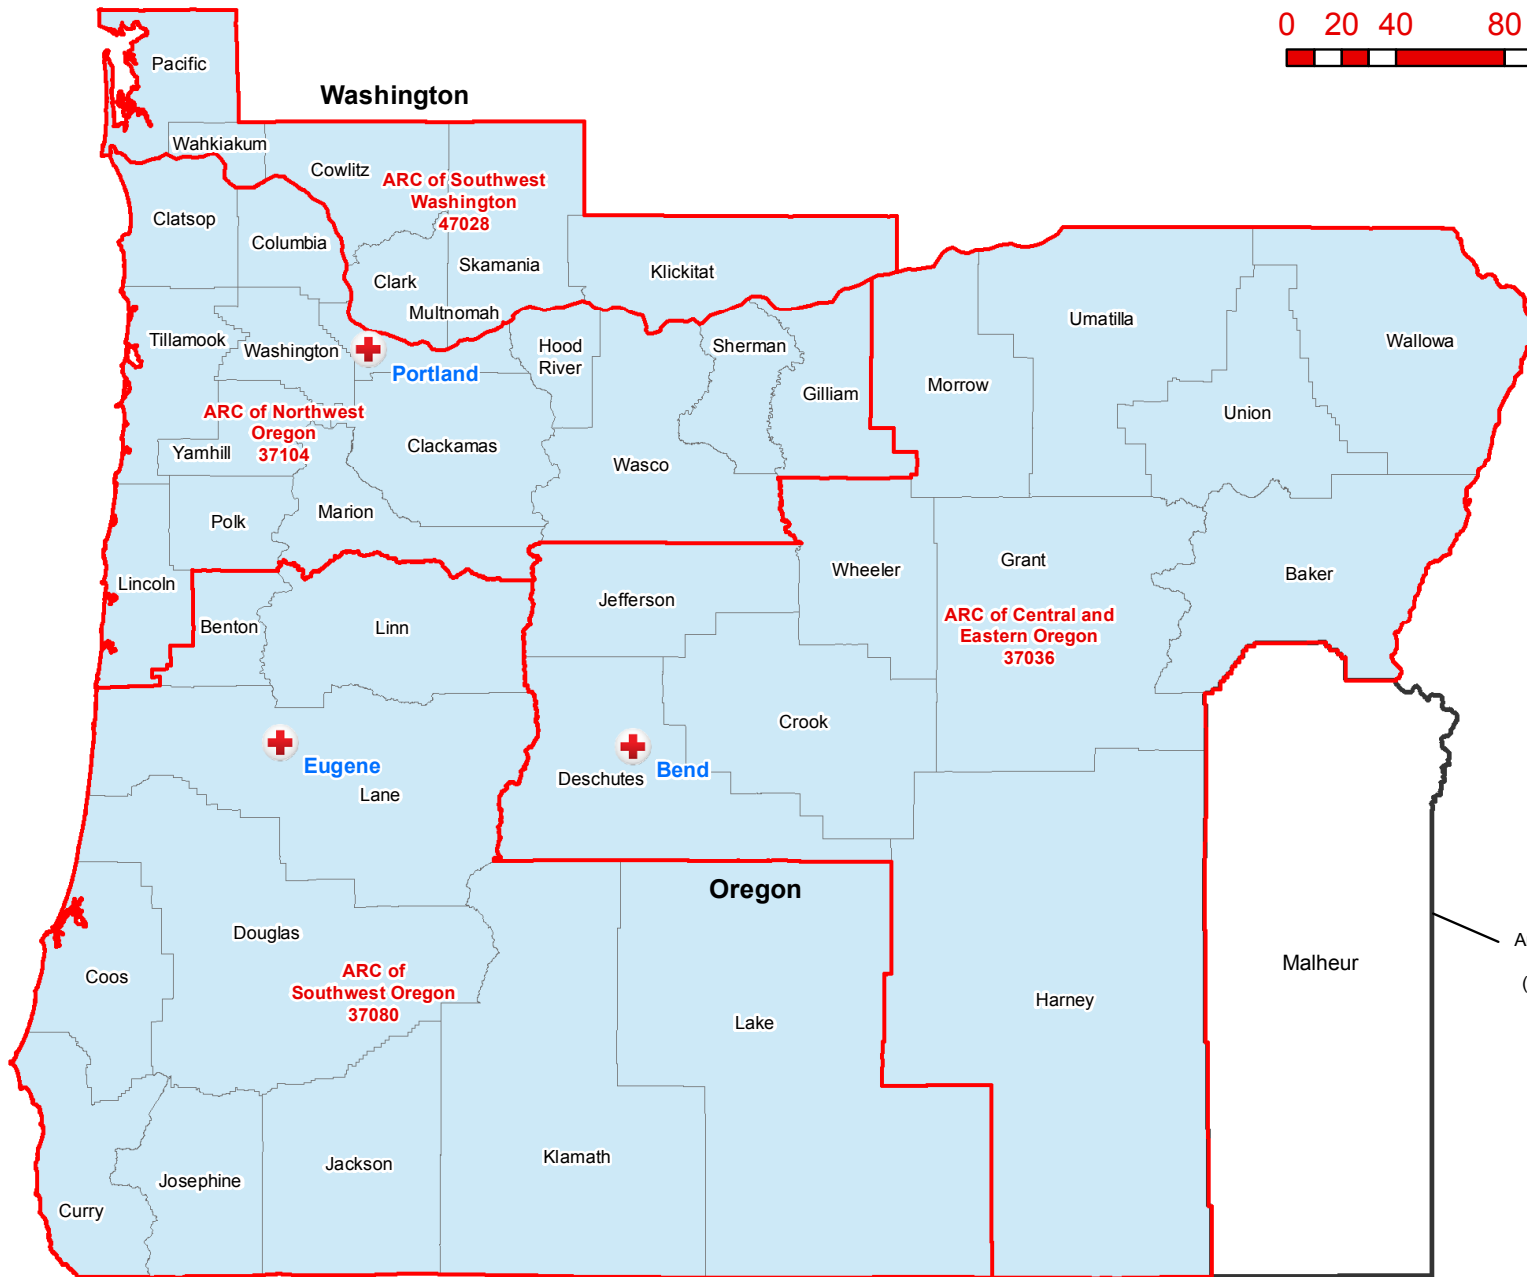 0 20 40 80
Pacific
Washington
Wahkiakum
Cowlitz
ARC of Southwest
Washington
47028
Clatsop
Columbia
Skamania
Clark
Klickitat
Multnomah
Umatilla
Tillamook
Washington
Hood
River
Sherman
Wallowa
Portland
Morrow
Gilliam
ARC of Northwest
Oregon
37104
Union
Yamhill
Clackamas
Wasco
Polk
Marion
Wheeler
Grant
Baker
Lincoln
Jefferson
Benton
Linn
ARC of Central and
Eastern Oregon
37036
Crook
Eugene
Bend
Deschutes
Lane
Oregon
Douglas
A
Malheur
Coos
ARC of
Southwest Oregon
37080
(
Harney
Lake
Klamath
Jackson
Josephine
Curry